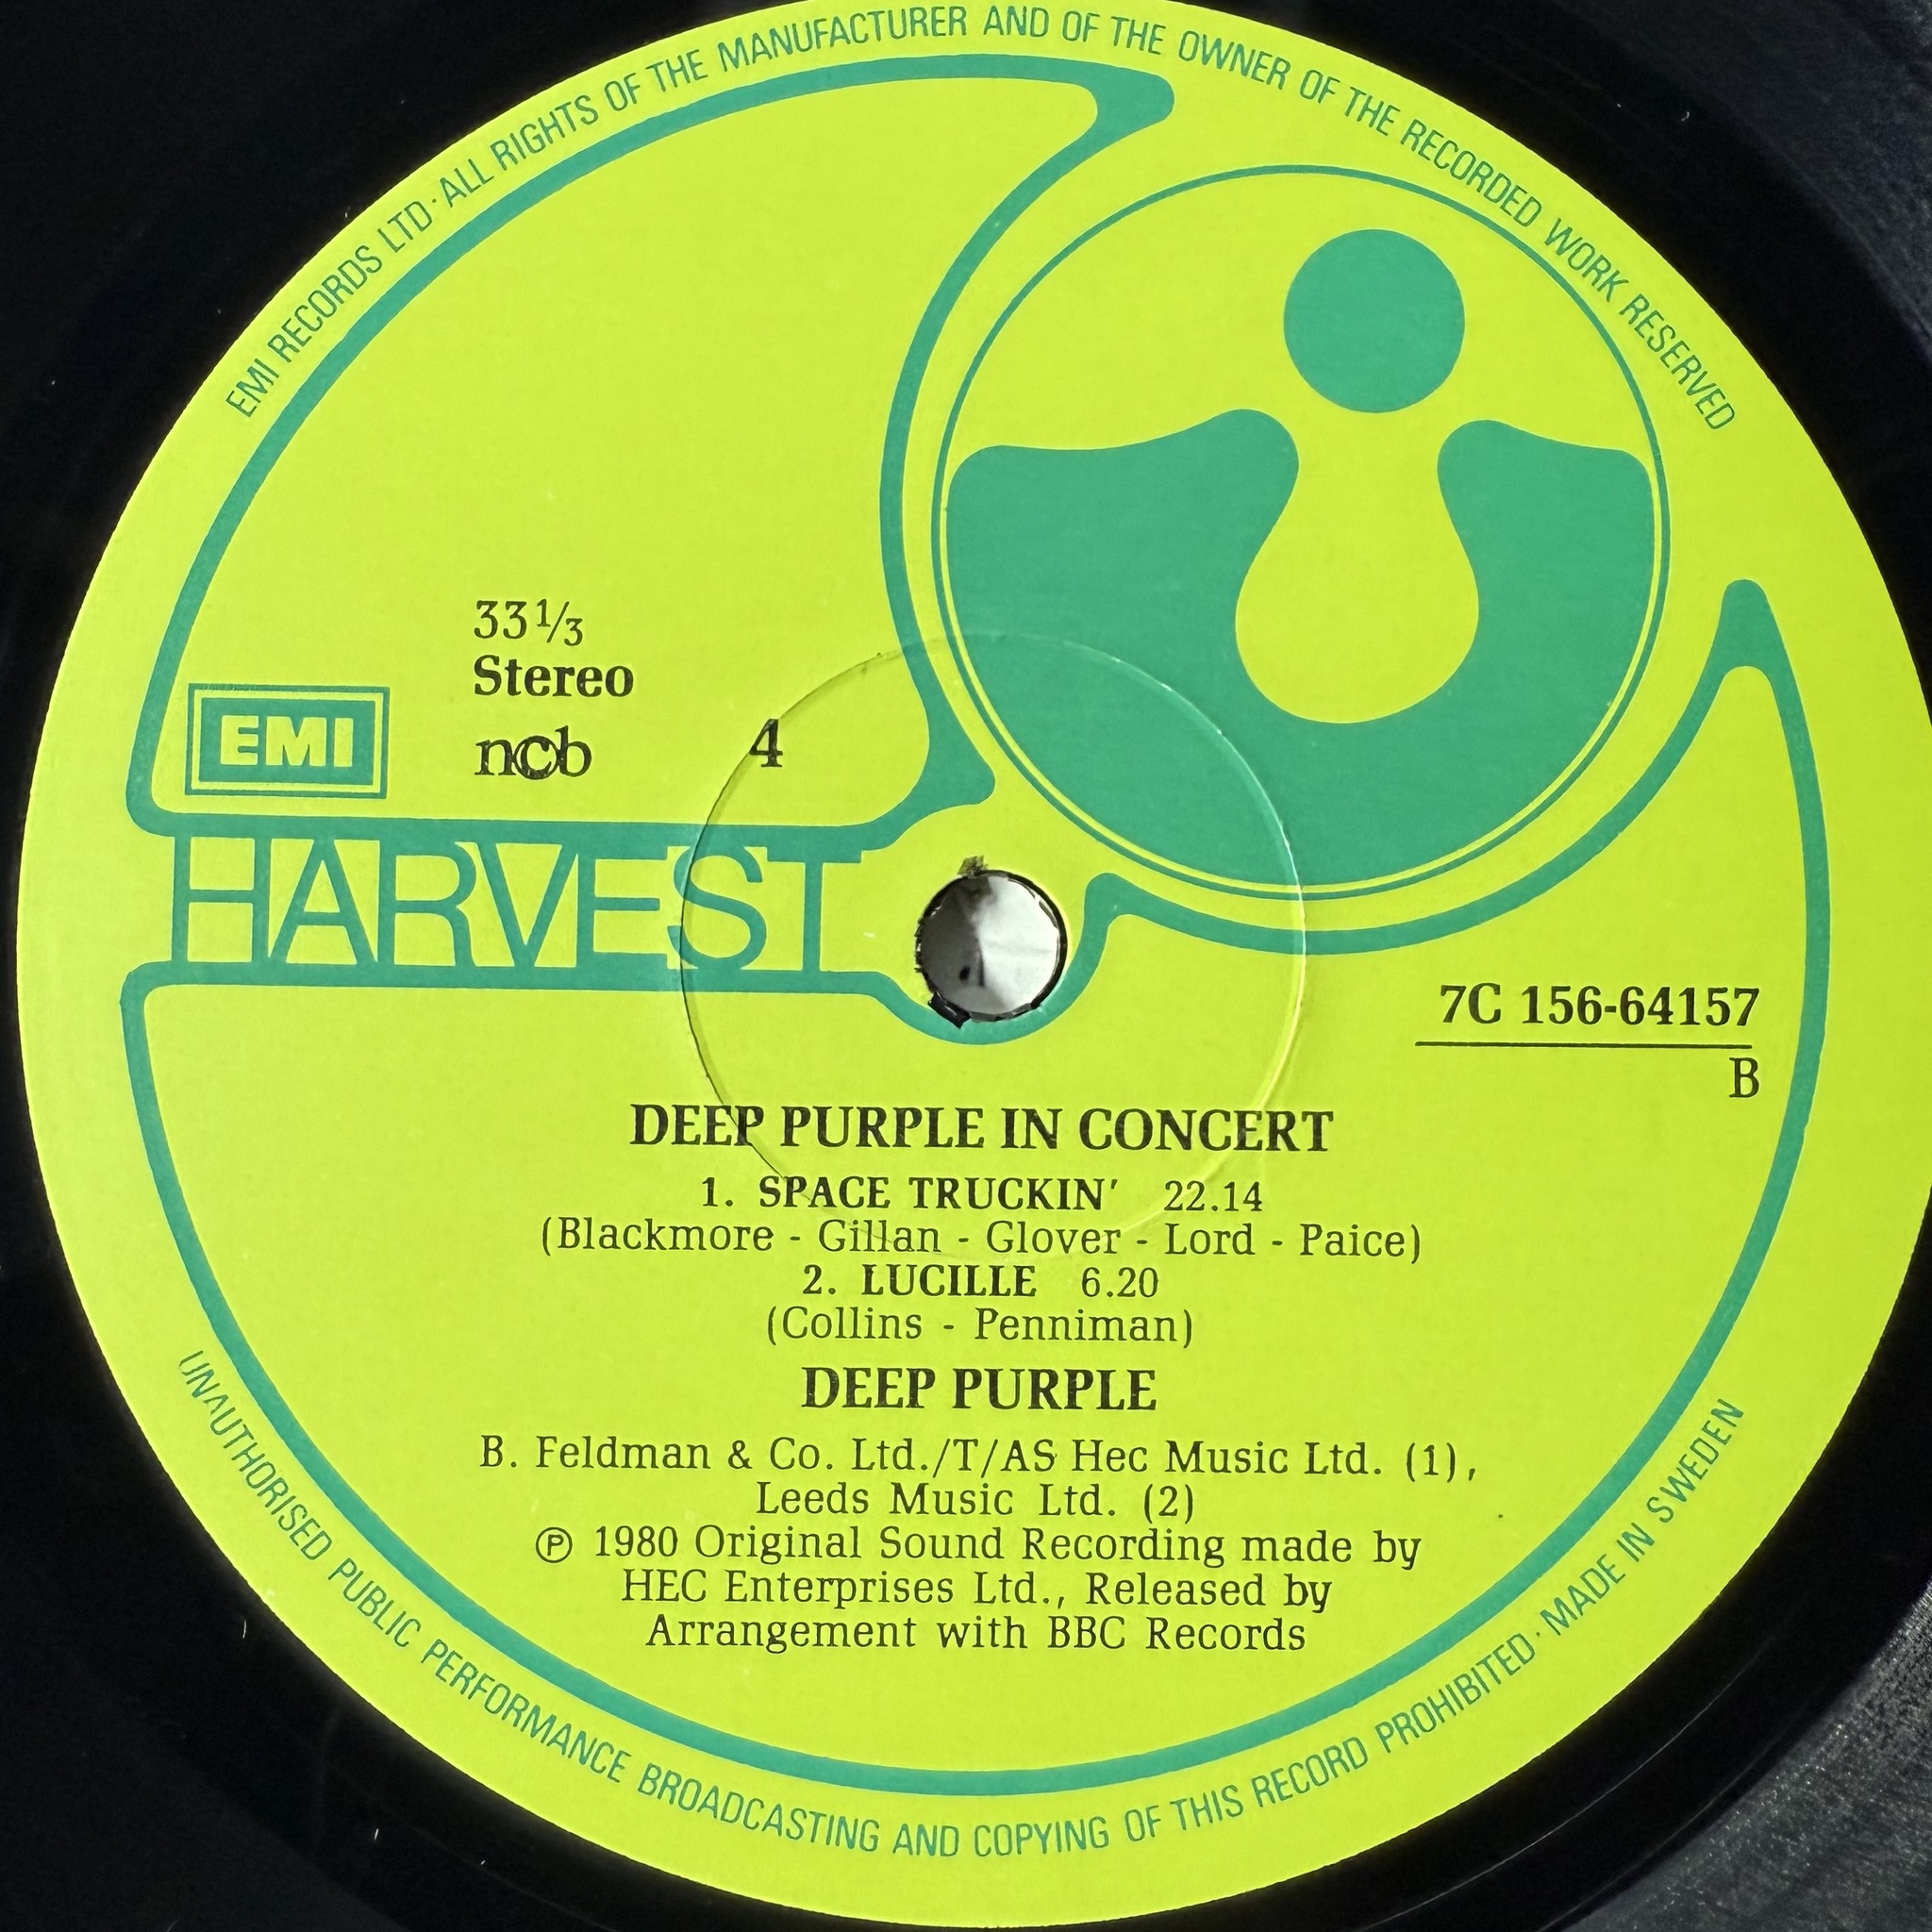 EMI RECORDS LTD · ALL RIGHTS OF THE MANUFACTURER AND OF THE OWNER OF THE RECORDED WORK RESERVED
33⅓
Stereo
EMI
ncb
4
HARVEST
7C 156-64157
B
DEEP PURPLE IN CONCERT
1. SPACE TRUCKIN' 22.14
(Blackmore - Gillan - Glover - Lord - Paice)
2. LUCILLE 6.20
(Collins - Penniman)
DEEP PURPLE
B. Feldman & Co. Ltd./T/AS Hec Music Ltd. (1),
Leeds Music Ltd. (2)
℗ 1980 Original Sound Recording made by
HEC Enterprises Ltd., Released by
Arrangement with BBC Records
UNAUTHORISED PUBLIC PERFORMANCE BROADCASTING AND COPYING OF THIS RECORD PROHIBITED · MADE IN SWEDEN